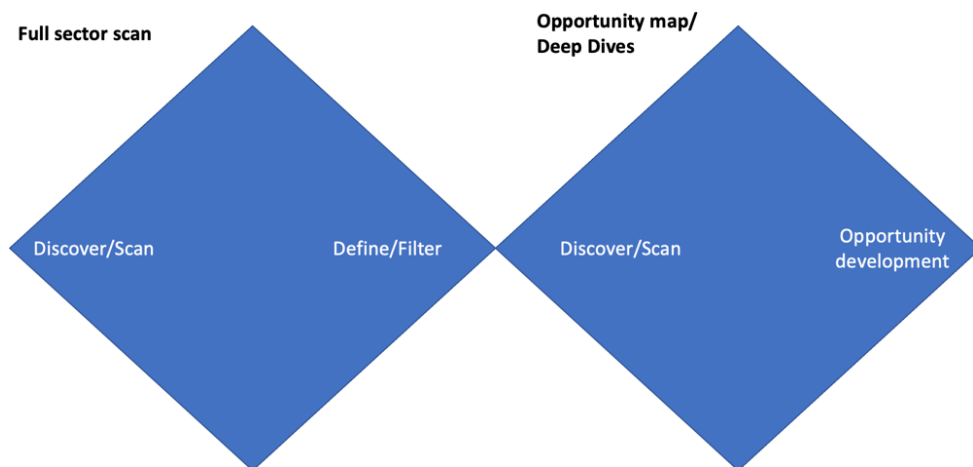 Full sector scan
Opportunity map/
Deep Dives
Discover/Scan
Define/Filter
Discover/Scan
Opportunity
development